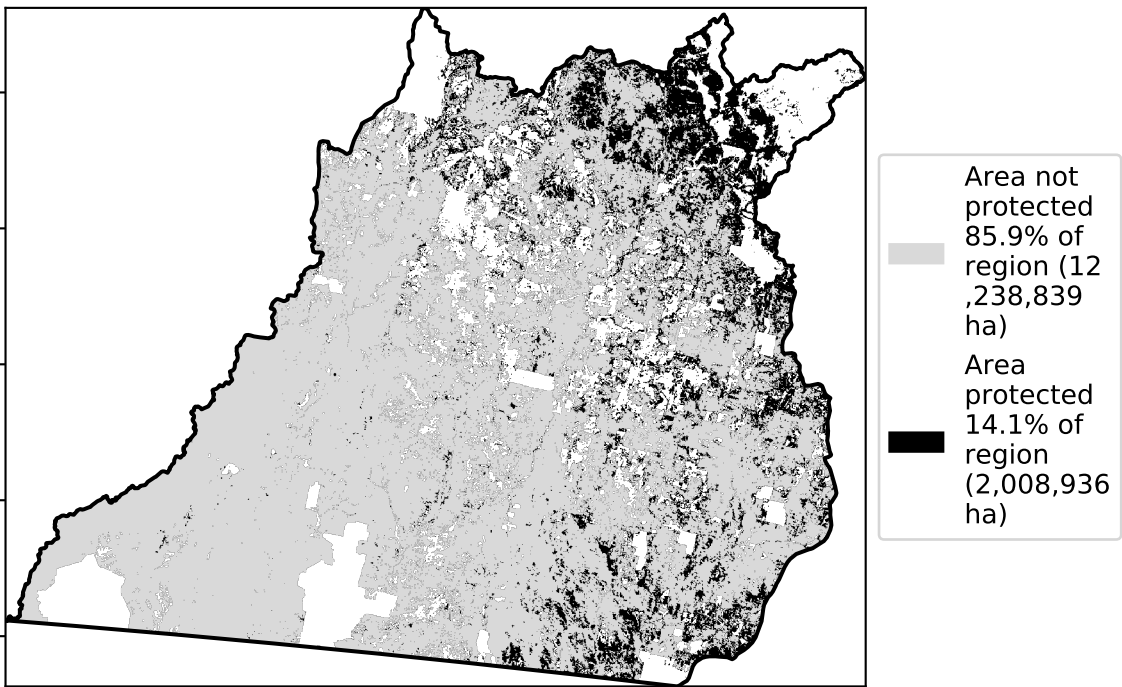 Area not
protected
85.9% of
region (12
,238,839
ha)
Area
protected
14.1% of
region
(2,008,936
ha)